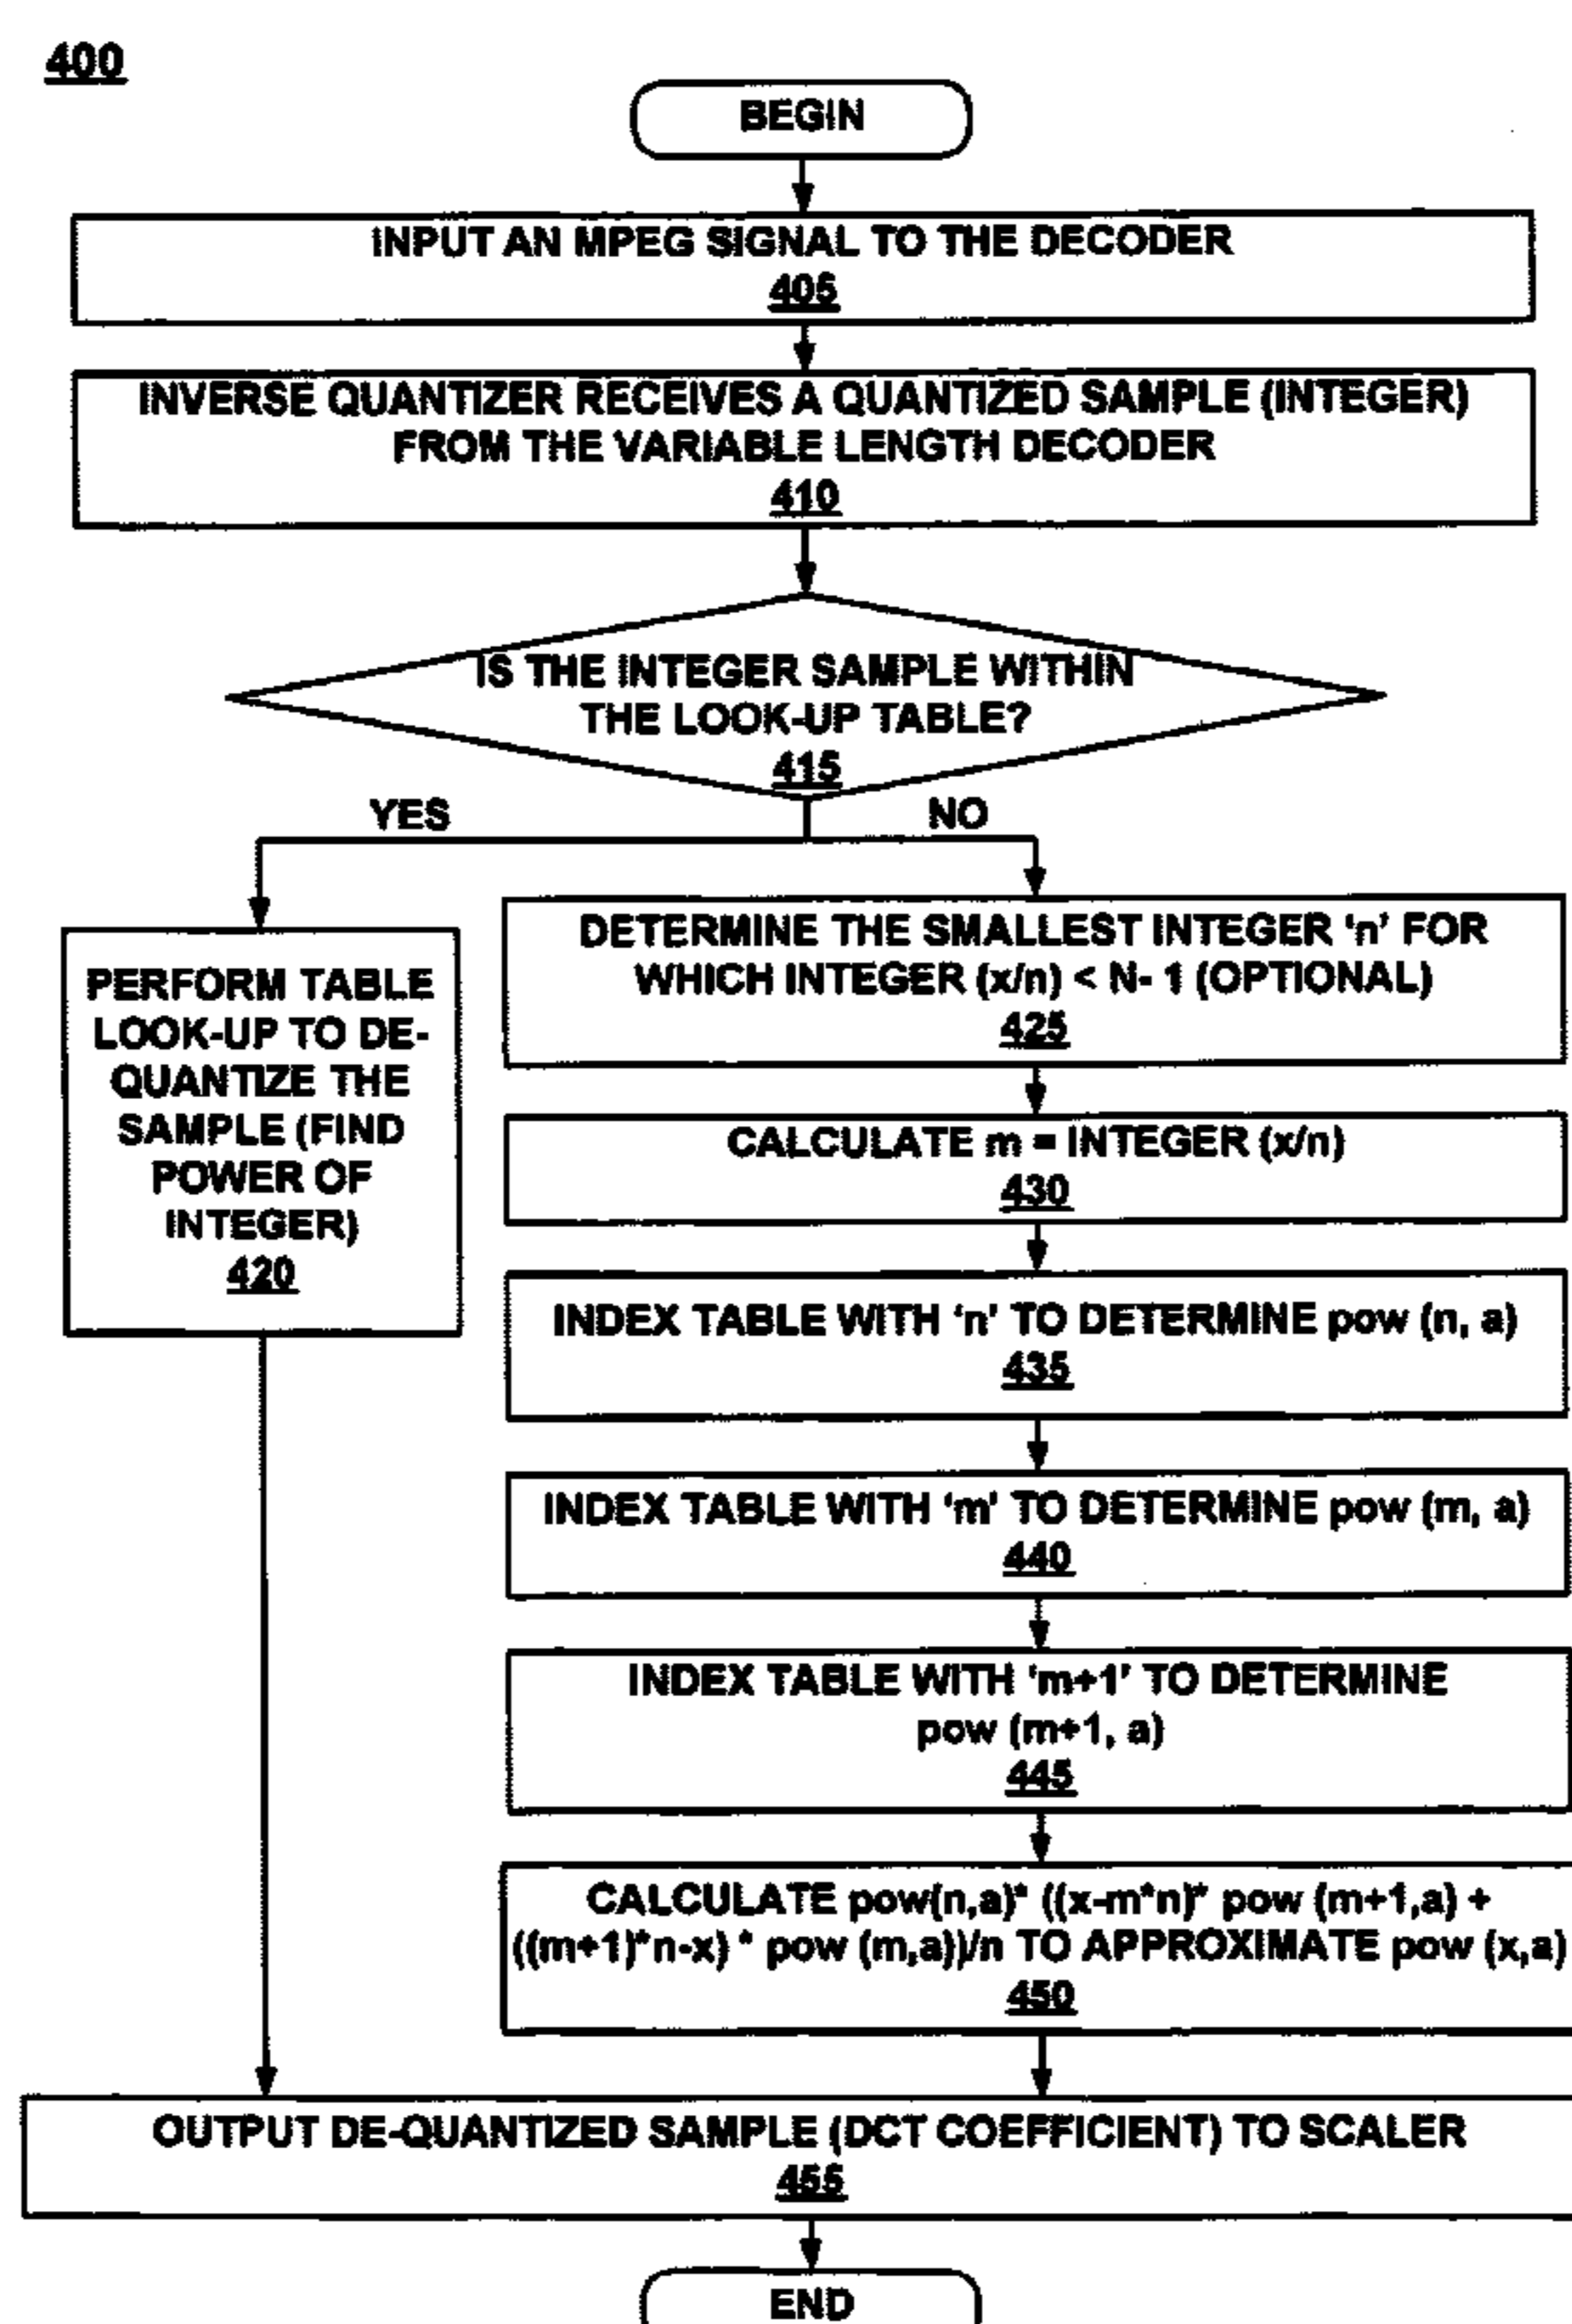 400
BEGIN
INPUT AN MPEG SIGNAL TO THE DECODER
405
INVERSE QUANTIZER RECEIVES A QUANTIZED SAMPLE (INTEGER)
FROM THE VARIABLE LENGTH DECODER
410
IS THE INTEGER SAMPLE WITHIN
THE LOOK-UP TABLE?
415
YES
NO
PERFORM TABLE
LOOK-UP TO DE-
QUANTIZE THE
SAMPLE (FIND
POWER OF
INTEGER)
420
DETERMINE THE SMALLEST INTEGER ‘n’ FOR
WHICH INTEGER (x/n) < N- 1 (OPTIONAL)
425
CALCULATE m = INTEGER (x/n)
430
INDEX TABLE WITH ‘n’ TO DETERMINE pow (n, a)
435
INDEX TABLE WITH ‘m’ TO DETERMINE pow (m, a)
440
INDEX TABLE WITH ‘m+1’ TO DETERMINE
pow (m+1, a)
445
CALCULATE pow(n,a)* ((x-m*n)* pow (m+1,a) +
((m+1)*n-x) * pow (m,a))/n TO APPROXIMATE pow (x,a)
450
OUTPUT DE-QUANTIZED SAMPLE (DCT COEFFICIENT) TO SCALER
455
END